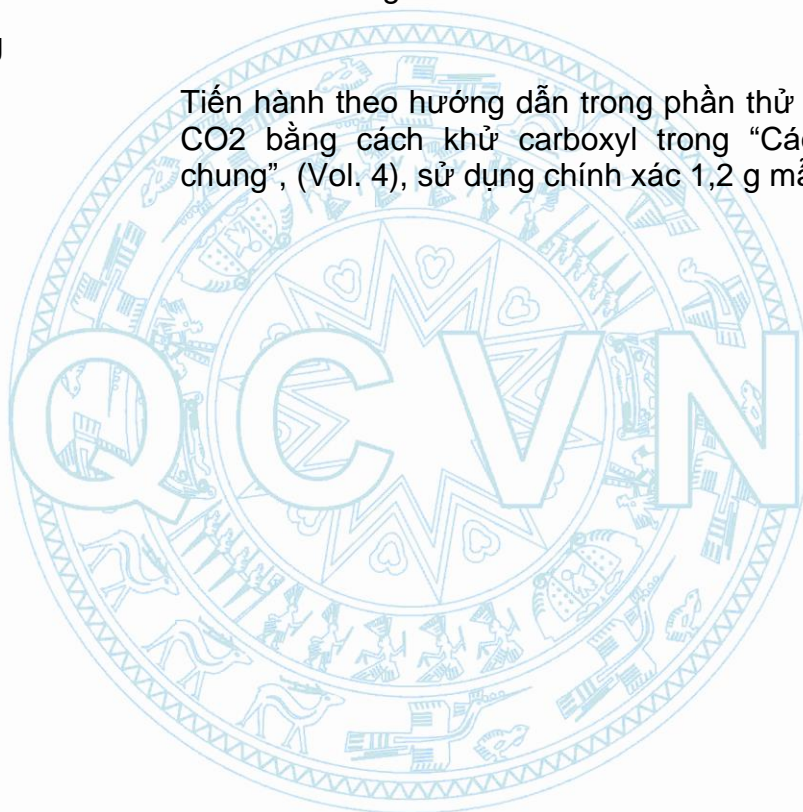 Tiến hành theo hướng dẫn trong phần thử
CO2 bằng cách khử carboxyl trong “Các
chung”, (Vol. 4), sử dụng chính xác 1,2 g
QCVN